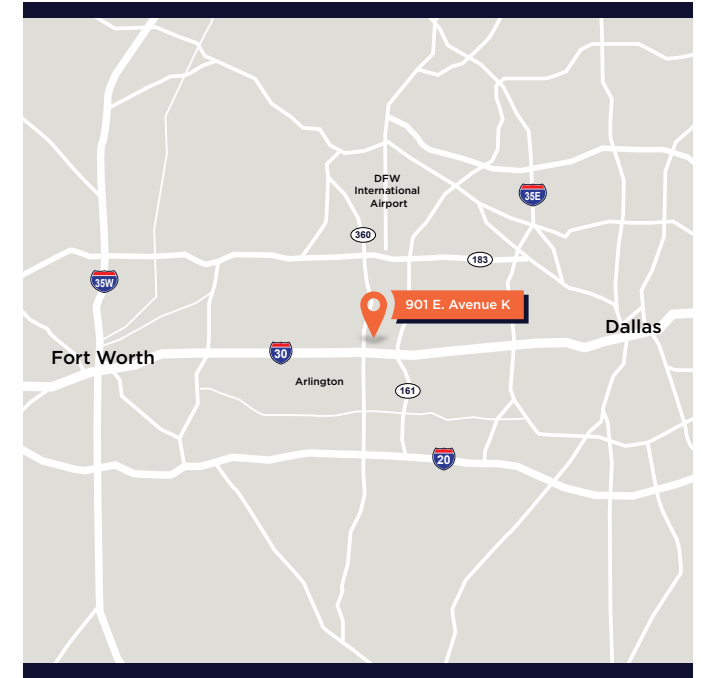 DFW
International
Airport
35E
360
183
35W
901 E. Avenue K
Dallas
Fort Worth
30
Arlington
161
20